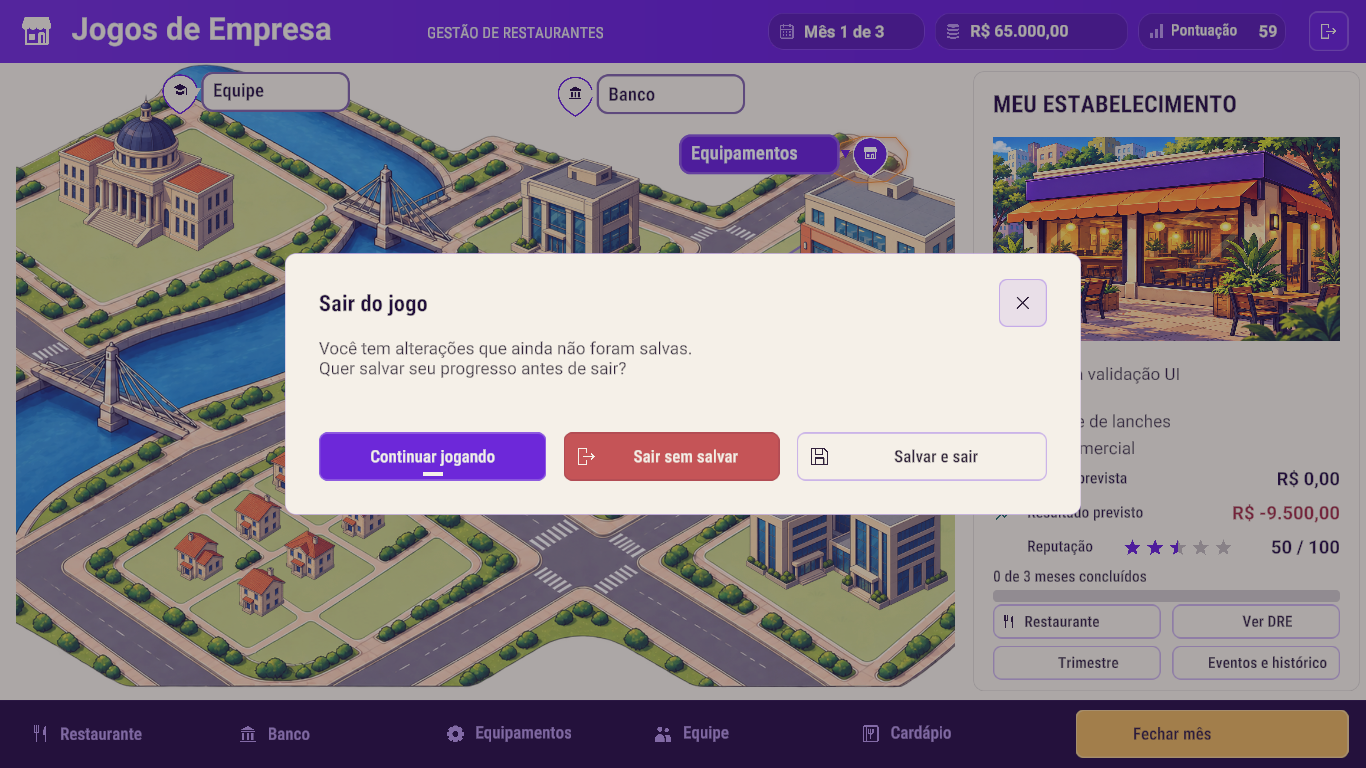 Jogos de Empresa
GESTÃO DE RESTAURANTES
Mês 1 de 3
R$ 65.000,00
Pontuação 59
Equipe
Banco
Equipamentos
MEU ESTABELECIMENTO
Sair do jogo
Você tem alterações que ainda não foram salvas.
Quer salvar seu progresso antes de sair?
Continuar jogando
Sair sem salvar
Salvar e sair
validação UI
de lanches
R$ 0,00
Resultado previsto R$ -9.500,00
Reputação 50 / 100
0 de 3 meses concluídos
Restaurante
Ver DRE
Trimestre
Eventos e histórico
Restaurante
Banco
Equipamentos
Equipe
Cardápio
Fechar mês